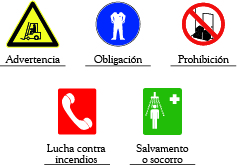 Advertencia
Obligación
Prohibición
Lucha contra
incendios
Salvamento
o socorro